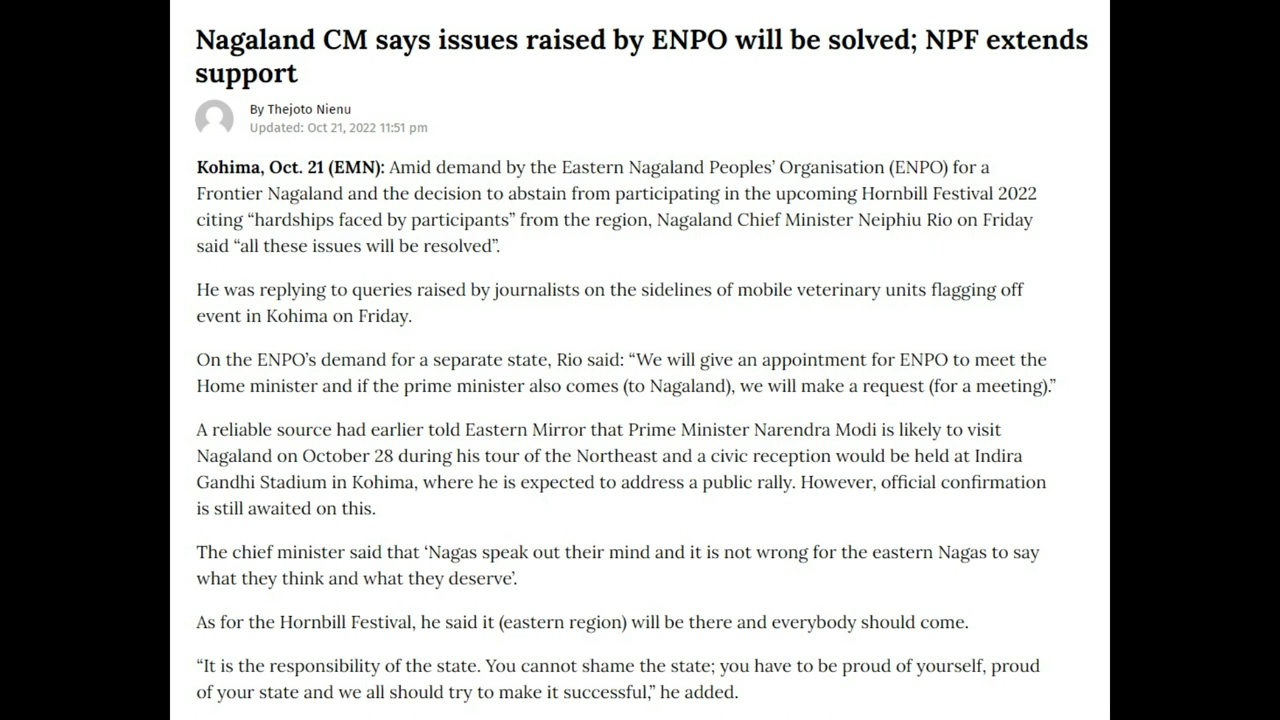 Nagaland CM says issues raised by ENPO will be solved; NPF extends
support
By Thejoto Nienu
Updated: Oct 21, 2022 11:51 pm
Kohima, Oct. 21 (EMN): Amid demand by the Eastern Nagaland Peoples’ Organisation (ENPO) for a
Frontier Nagaland and the decision to abstain from participating in the upcoming Hornbill Festival 2022
citing “hardships faced by participants” from the region, Nagaland Chief Minister Neiphiu Rio on Friday
said “all these issues will be resolved”.
He was replying to queries raised by journalists on the sidelines of mobile veterinary units flagging off
event in Kohima on Friday.
On the ENPO’s demand for a separate state, Rio said: “We will give an appointment for ENPO to meet the
Home minister and if the prime minister also comes (to Nagaland), we will make a request (for a meeting).”
A reliable source had earlier told Eastern Mirror that Prime Minister Narendra Modi is likely to visit
Nagaland on October 28 during his tour of the Northeast and a civic reception would be held at Indira
Gandhi Stadium in Kohima, where he is expected to address a public rally. However, official confirmation
is still awaited on this.
The chief minister said that ‘Nagas speak out their mind and it is not wrong for the eastern Nagas to say
what they think and what they deserve’.
As for the Hornbill Festival, he said it (eastern region) will be there and everybody should come.
“It is the responsibility of the state. You cannot shame the state; you have to be proud of yourself, proud
of your state and we all should try to make it successful,” he added.